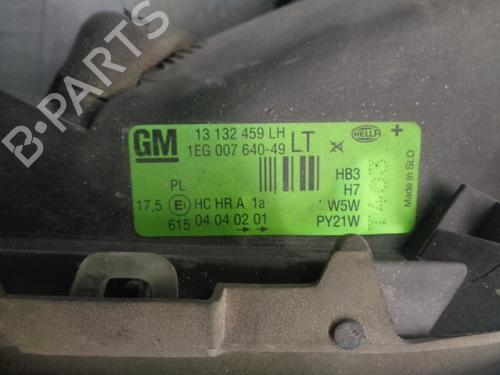 GM 13 132 459 LH
1EG 007 640-49 LT
HELLA +
HB3
H7
W5W
PY21W
Made in SLO
PL
17,5 E1 HC HR A 1a
615 04 04 02 01
B-PARTS